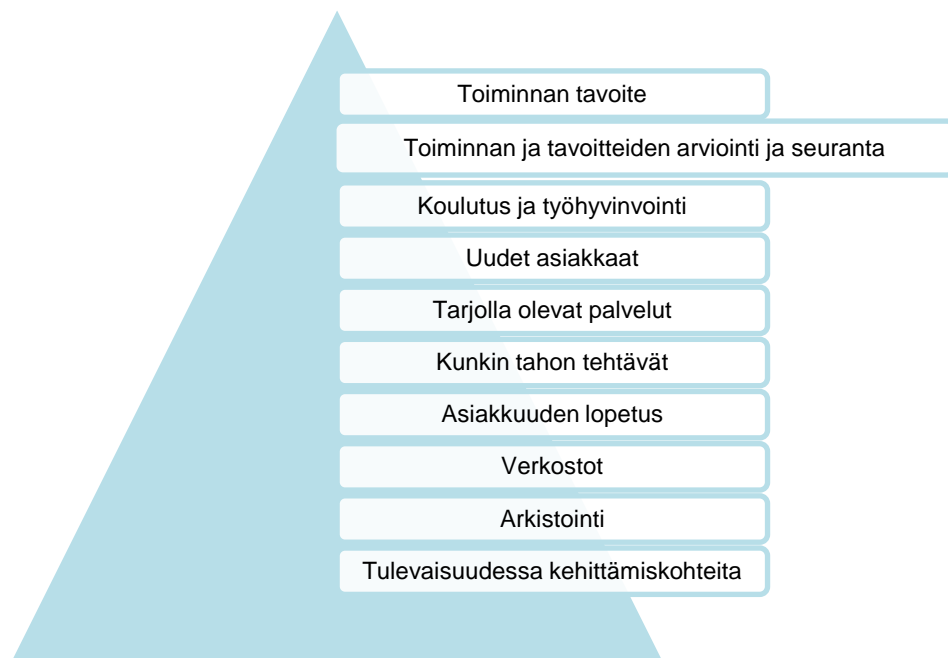 Toiminnan tavoite
Toiminnan ja tavoitteiden arviointi ja seuranta
Koulutus ja työhyvinvointi
Uudet asiakkaat
Tarjolla olevat palvelut
Kunkin tahon tehtävät
Asiakkuuden lopetus
Verkostot
Arkistointi
Tulevaisuudessa kehittämiskohteita